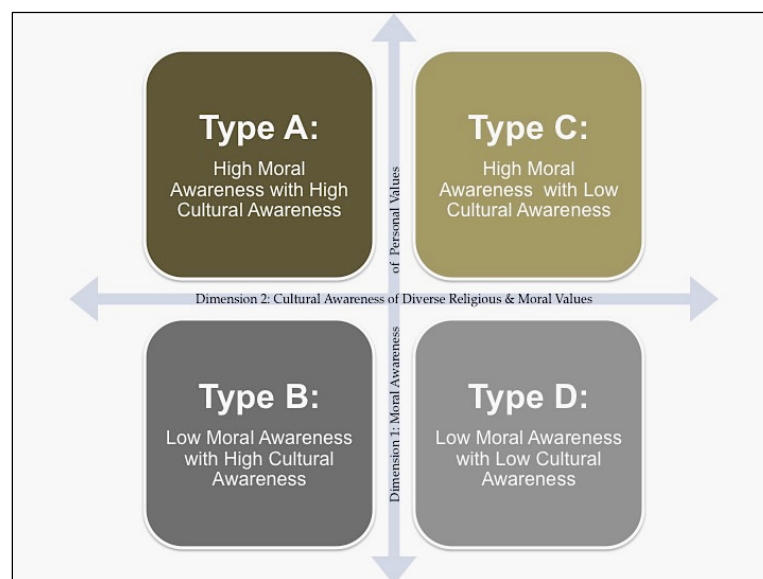 Type A:
High Moral
Awareness with High
Cultural Awareness
Type C:
High Moral
Awareness with Low
Cultural Awareness
Dimension 2: Cultural Awareness of Diverse Religious & Moral Values
Dimension 1: Moral Awareness
of Personal Values
Type B:
Low Moral Awareness
with High Cultural
Awareness
Type D:
Low Moral Awareness
with Low Cultural
Awareness